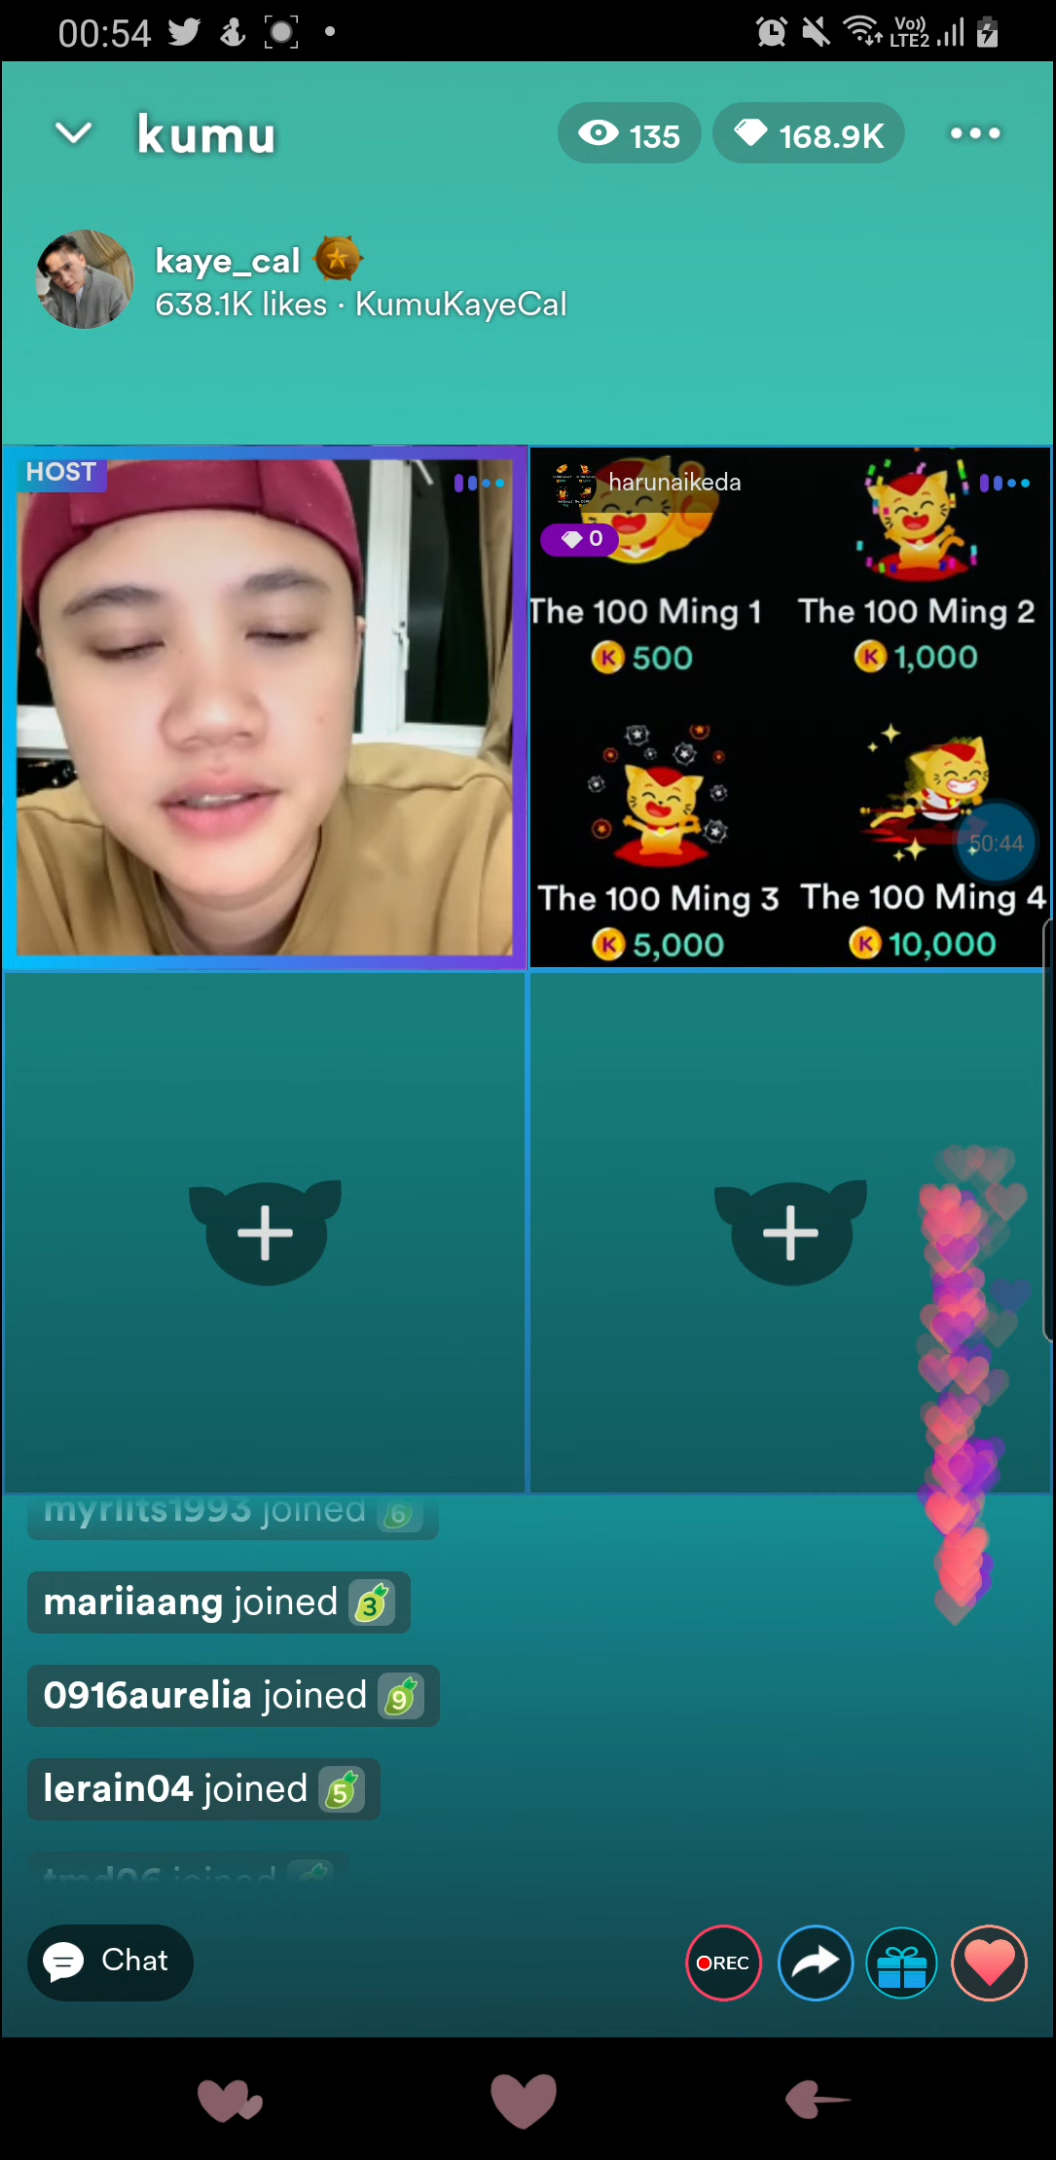 00:54
Vo)) LTE2
kumu
135
168.9K
kaye_cal
638.1K likes · KumuKayeCal
HOST
harunaikeda
0
The 100 Ming 1
The 100 Ming 2
K 500
K 1,000
50:44
The 100 Ming 3
The 100 Ming 4
K 5,000
K 10,000
myrlits1993 joined 6
mariiaang joined 3
0916aurelia joined 9
lerain04 joined 5
tmd06 joined
Chat
REC